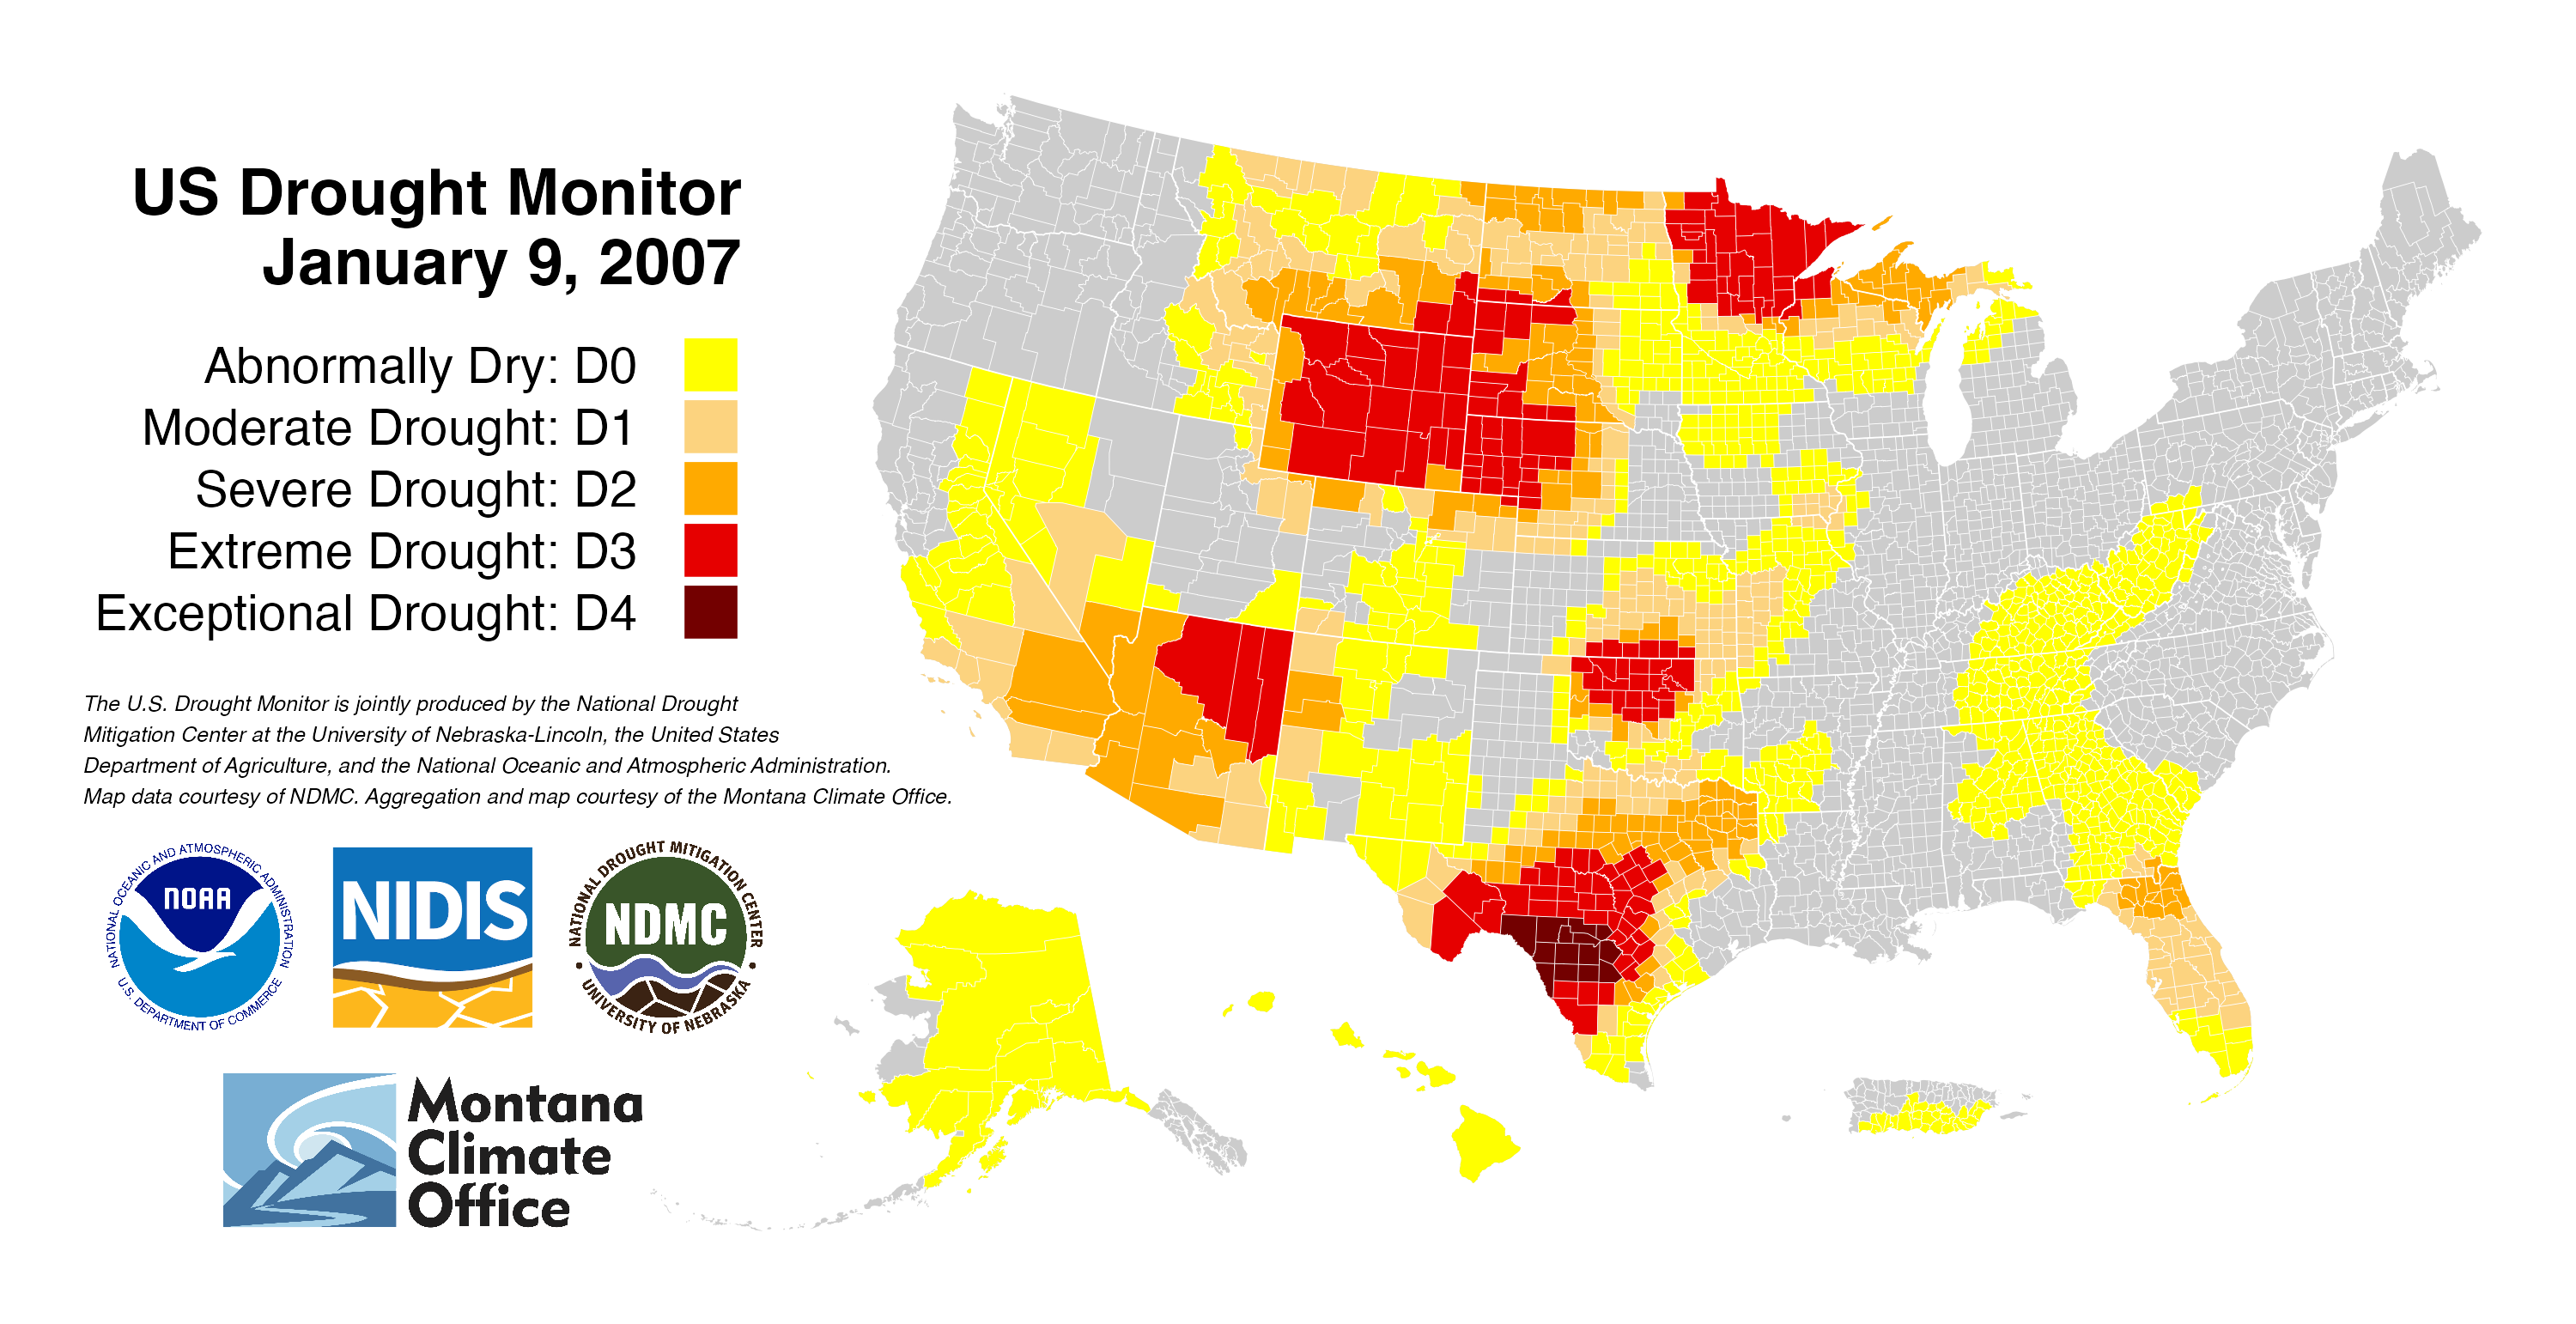 US Drought Monitor
January 9, 2007
Abnormally Dry: D0
Moderate Drought: D1
Severe Drought: D2
Extreme Drought: D3
Exceptional Drought: D4
The U.S. Drought Monitor is jointly produced by the National Drought
Mitigation Center at the University of Nebraska-Lincoln, the United States
Department of Agriculture, and the National Oceanic and Atmospheric Administration.
Map data courtesy of NDMC. Aggregation and map courtesy of the Montana Climate Office.
NATIONAL OCEANIC AND ATMOSPHERIC ADMINISTRATION
NOAA
U.S. DEPARTMENT OF COMMERCE
NIDIS
NATIONAL DROUGHT MITIGATION CENTER
NDMC
UNIVERSITY OF NEBRASKA
Montana
Climate
Office